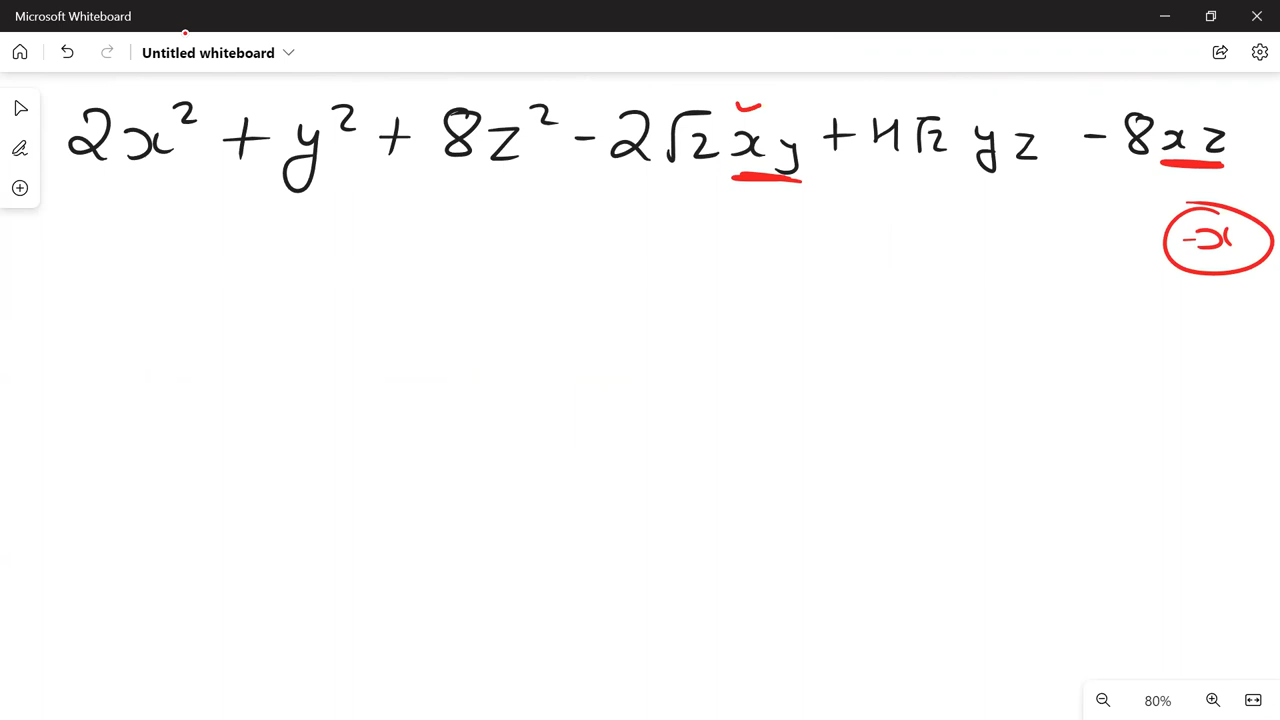 Microsoft Whiteboard
Untitled whiteboard
2x² + y² + 8z² - 2√2 xy + 4√2 yz - 8xz
-x
80%